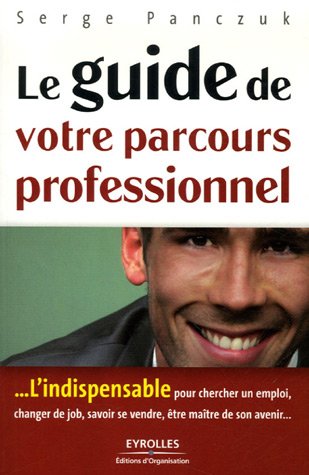 Serge Panczuk
Le guide de
votre parcours
professionnel
...L'indispensable pour chercher un emploi,
changer de job, savoir se vendre, être maître de son avenir...
EYROLLES
Éditions d'Organisation